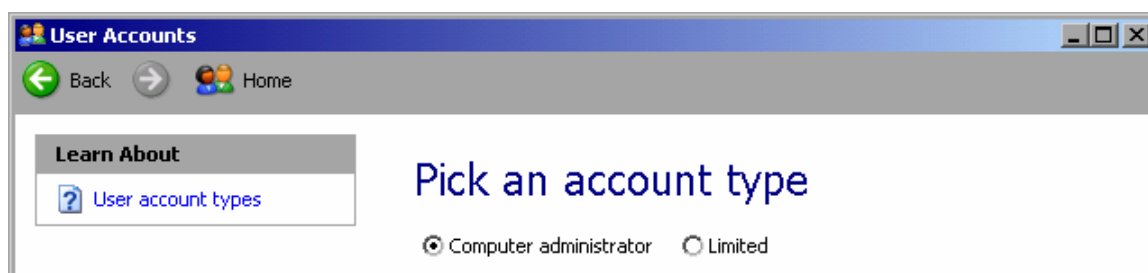 User Accounts
Back Home
Learn About
User account types
Pick an account type
Computer administrator Limited